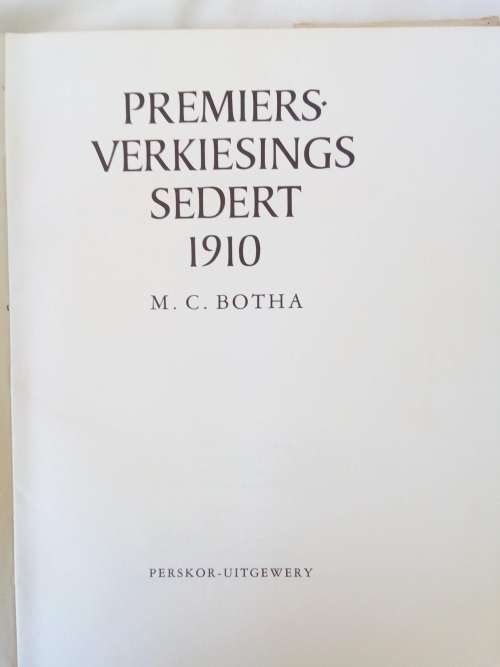 PREMIERS-
VERKIESINGS
SEDERT
1910
M. C. BOTHA
PERSKOR-UITGEWERY